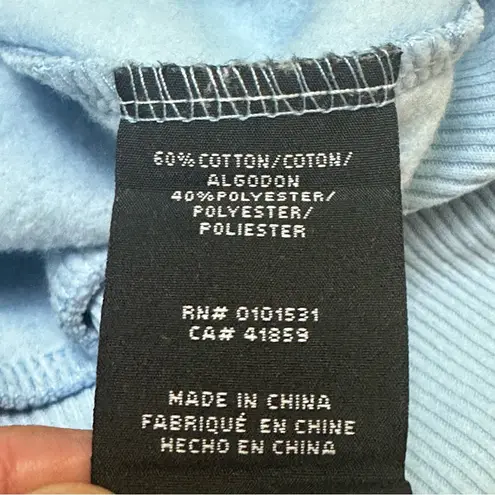 60% COTTON/COTON/
ALGODON
40% POLYESTER/
POLYESTER/
POLIESTER
RN# 0101531
CA# 41859
MADE IN CHINA
FABRIQUÉ EN CHINE
HECHO EN CHINA